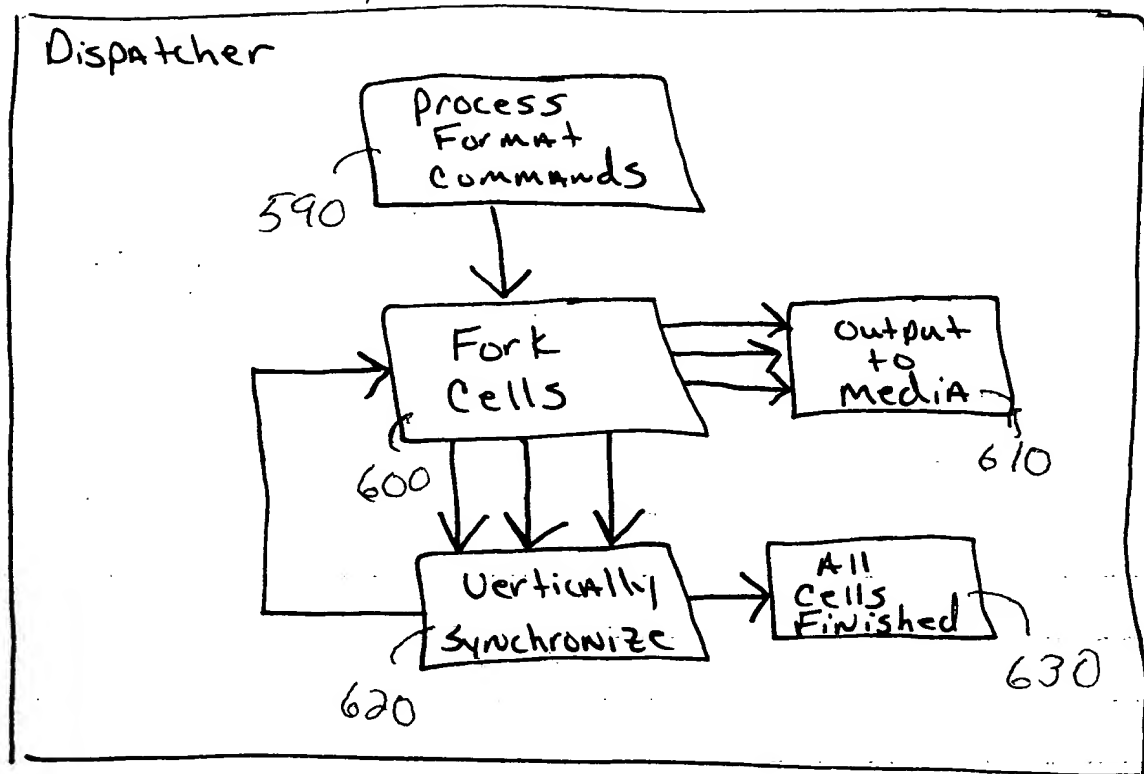 Dispatcher
Process
Format
Commands
590
Fork
Cells
600
Output
to
Media
610
Vertically
Synchronize
620
All
Cells
Finished
630